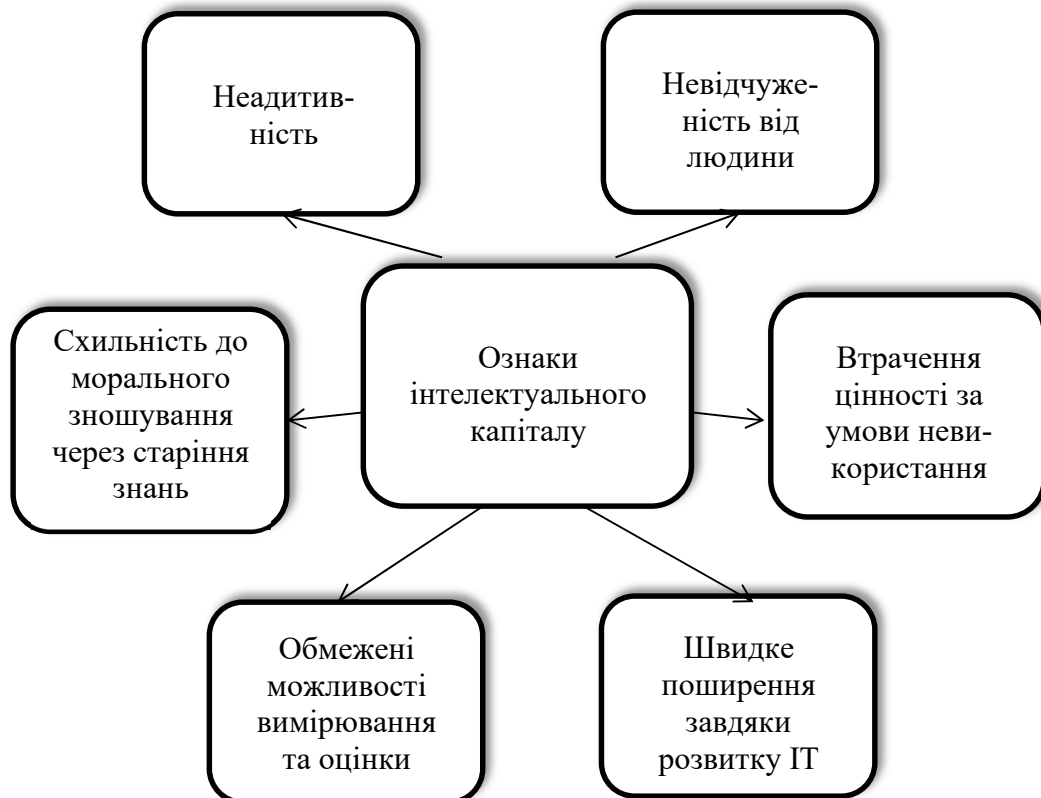 Неадитив-
ність
Невідчуже-
ність від
людини
Схильність до
морального
зношування
через старіння
знань
Ознаки
інтелектуального
капіталу
Втрачення
цінності за
умови неви-
користання
Обмежені
можливості
вимірювання
та оцінки
Швидке
поширення
завдяки
розвитку ІТ